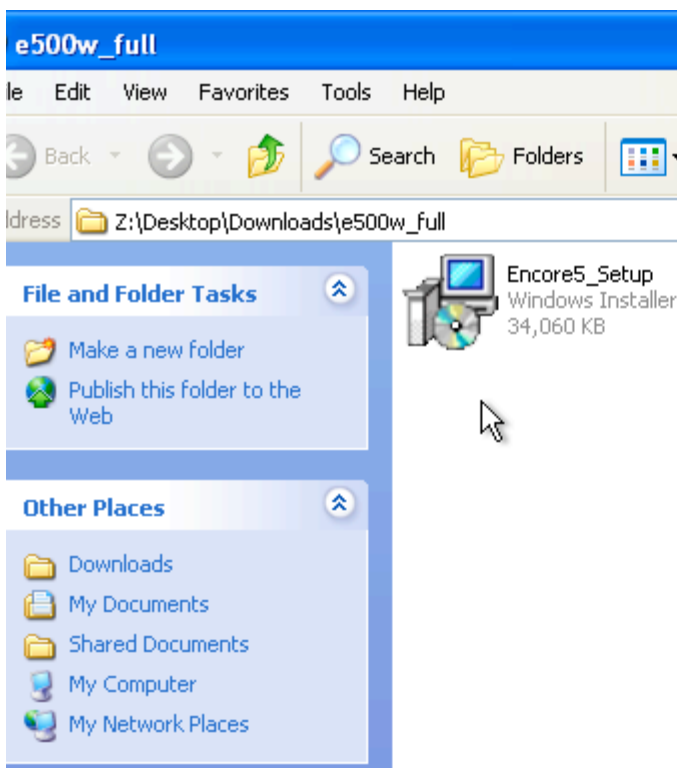 e500w_full
le Edit View Favorites Tools Help
Back Search Folders
ddress Z:\Desktop\Downloads\e500w_full
File and Folder Tasks
Make a new folder
Publish this folder to the
Web
Other Places
Downloads
My Documents
Shared Documents
My Computer
My Network Places
Encore5_Setup
Windows Installer
34,060 KB